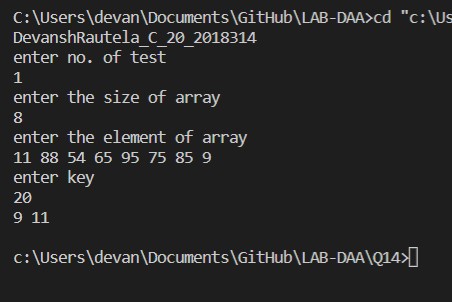 C:\Users\devan\Documents\GitHub\LAB-DAA>cd "c:\Us
DevanshRautela_C_20_2018314
enter no. of test
1
enter the size of array
8
enter the element of array
11 88 54 65 95 75 85 9
enter key
20
9 11
c:\Users\devan\Documents\GitHub\LAB-DAA\Q14>